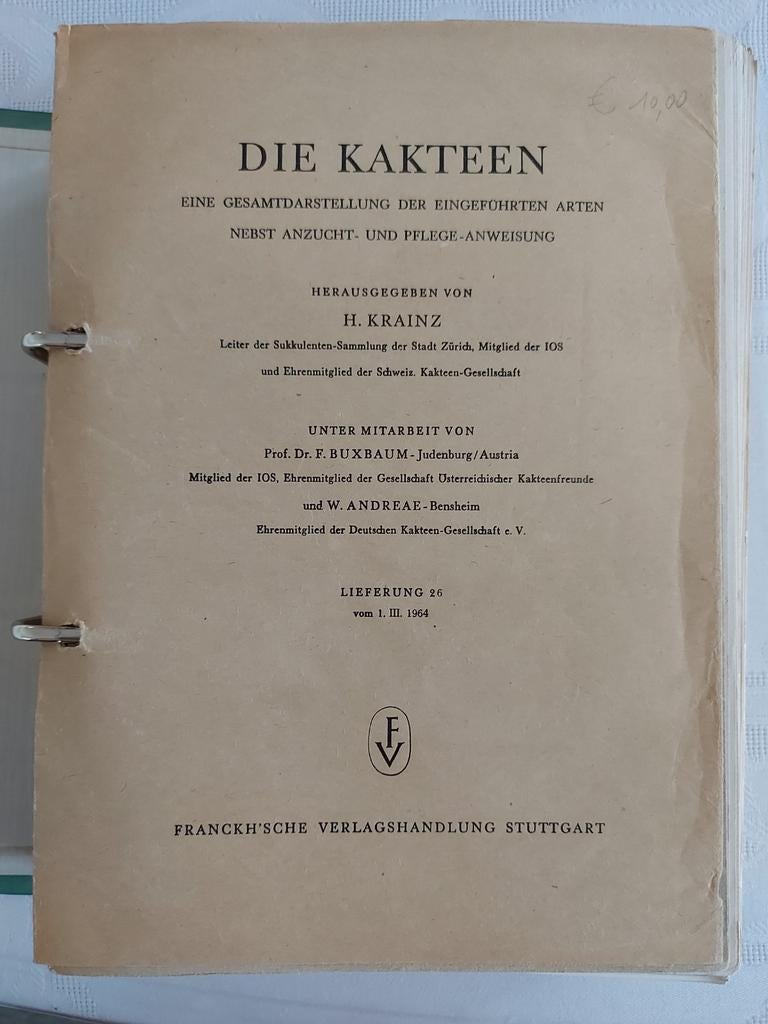 € 10,00
DIE KAKTEEN
EINE GESAMTDARSTELLUNG DER EINGEFÜHRTEN ARTEN
NEBST ANZUCHT- UND PFLEGE-ANWEISUNG
HERAUSGEGEBEN VON
H. KRAINZ
Leiter der Sukkulenten-Sammlung der Stadt Zürich, Mitglied der IOS
und Ehrenmitglied der Schweiz. Kakteen-Gesellschaft
UNTER MITARBEIT VON
Prof. Dr. F. BUXBAUM - Judenburg/Austria
Mitglied der IOS, Ehrenmitglied der Gesellschaft Österreichischer Kakteenfreunde
und W. ANDREAE - Bensheim
Ehrenmitglied der Deutschen Kakteen-Gesellschaft e. V.
LIEFERUNG 26
vom 1. III. 1964
FV
FRANCKH'SCHE VERLAGSHANDLUNG STUTTGART